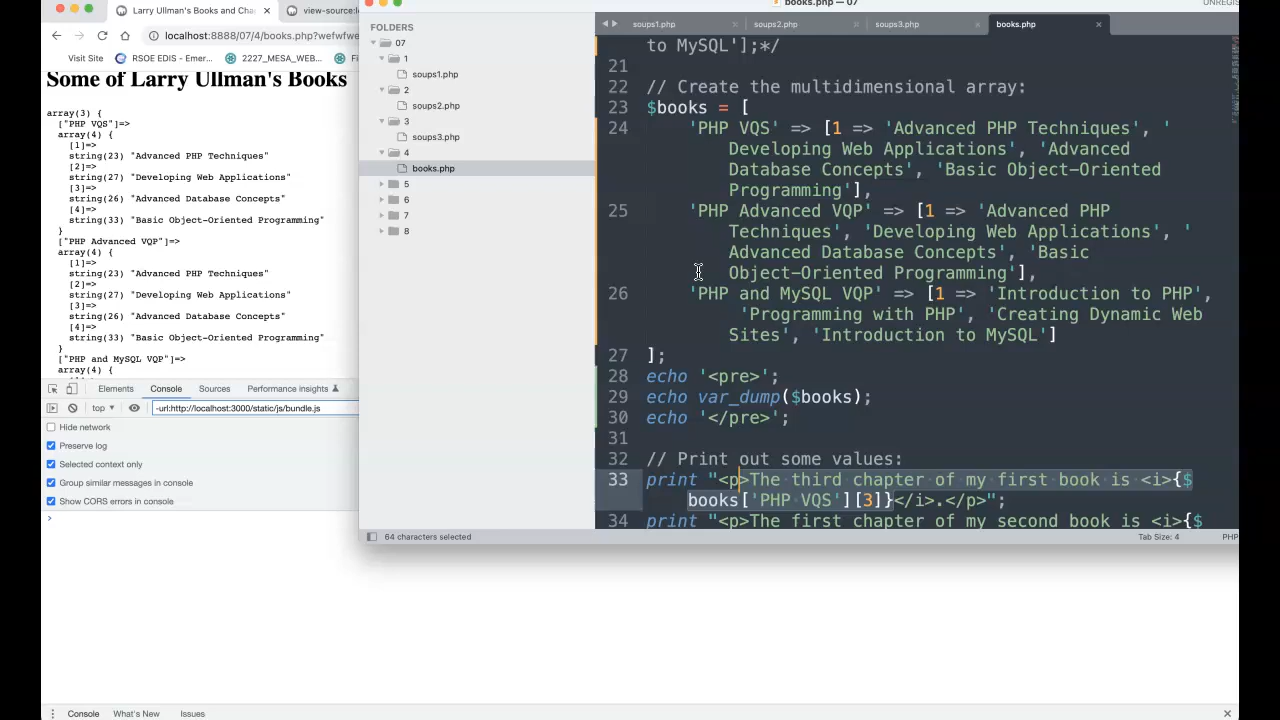 Larry Ullman's Books and Cha
view-source:l
localhost:8888/07/4/books.php?wefwfwe
Visit Site
RSOE EDIS - Emer...
2227_MESA_WEB...
Some of Larry Ullman's Books
array(3) {
["PHP VQS"]=>
array(4) {
[1]=>
string(23) "Advanced PHP Techniques"
[2]=>
string(27) "Developing Web Applications"
[3]=>
string(26) "Advanced Database Concepts"
[4]=>
string(33) "Basic Object-Oriented Programming"
}
["PHP Advanced VQP"]=>
array(4) {
[1]=>
string(23) "Advanced PHP Techniques"
[2]=>
string(27) "Developing Web Applications"
[3]=>
string(26) "Advanced Database Concepts"
[4]=>
string(33) "Basic Object-Oriented Programming"
}
["PHP and MySQL VQP"]=>
array(4) {
Elements
Console
Sources
Performance insights
top
-url:http://localhost:3000/static/js/bundle.js
Hide network
Preserve log
Selected context only
Group similar messages in console
Show CORS errors in console
>
Console
What's New
Issues
books.php — 07
UNREGIS
FOLDERS
07
1
soups1.php
2
soups2.php
3
soups3.php
4
books.php
5
6
7
8
soups1.php
soups2.php
soups3.php
books.php
to MySQL'];*/
21
22 // Create the multidimensional array:
23 $books = [
24 'PHP VQS' => [1 => 'Advanced PHP Techniques', '
Developing Web Applications', 'Advanced
Database Concepts', 'Basic Object-Oriented
Programming'],
25 'PHP Advanced VQP' => [1 => 'Advanced PHP
Techniques', 'Developing Web Applications', '
Advanced Database Concepts', 'Basic
Object-Oriented Programming'],
26 'PHP and MySQL VQP' => [1 => 'Introduction to PHP',
'Programming with PHP', 'Creating Dynamic Web
Sites', 'Introduction to MySQL']
27 ];
28 echo '<pre>';
29 echo var_dump($books);
30 echo '</pre>';
31
32 // Print out some values:
33 print "<p>The third chapter of my first book is <i>{$
books['PHP VQS'][3]}</i>.</p>";
34 print "<p>The first chapter of my second book is <i>{$
64 characters selected
Tab Size: 4
PHP